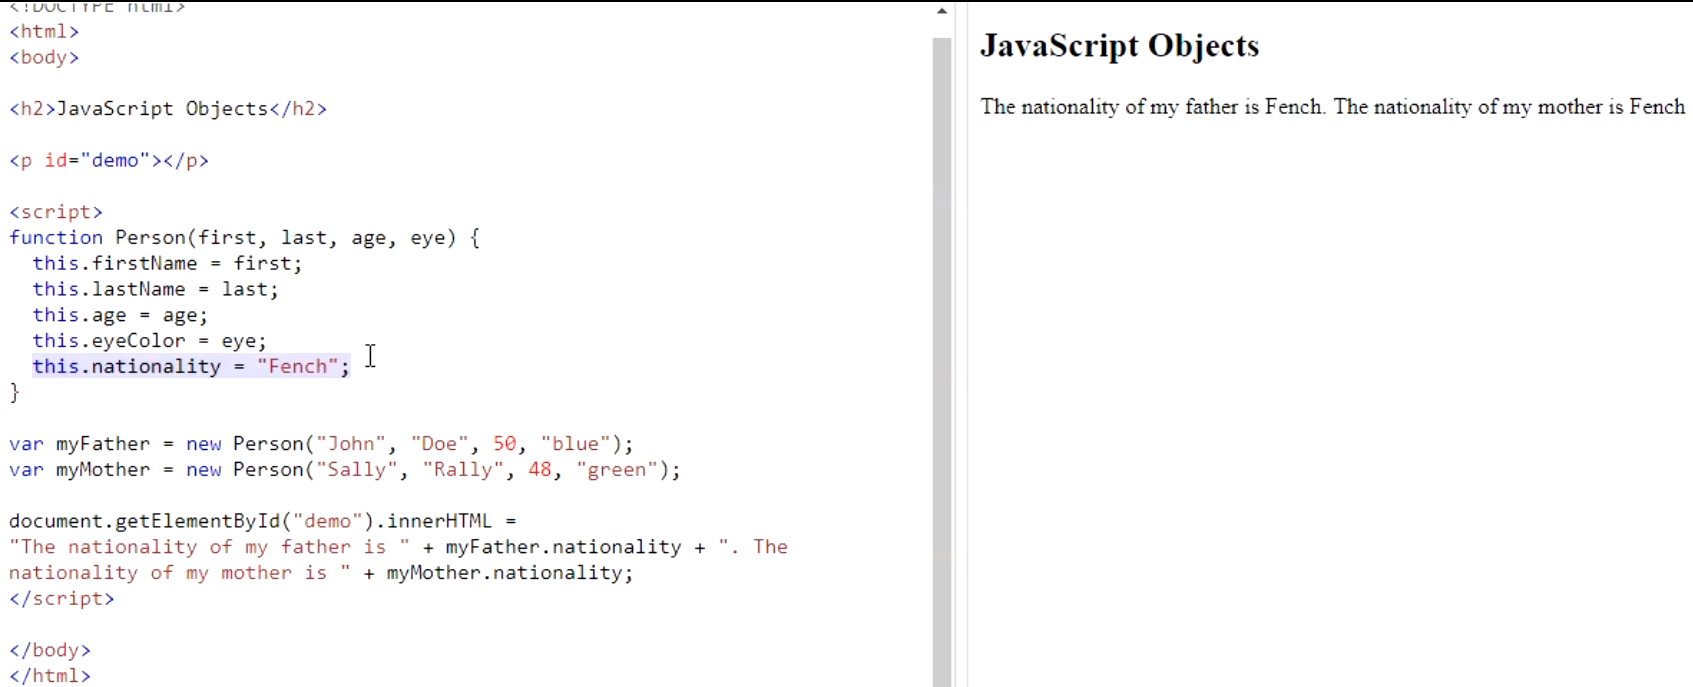 <!DOCTYPE html>
<html>
<body>
<h2>JavaScript Objects</h2>
<p id="demo"></p>
<script>
function Person(first, last, age, eye) {
  this.firstName = first;
  this.lastName = last;
  this.age = age;
  this.eyeColor = eye;
  this.nationality = "Fench";
}
var myFather = new Person("John", "Doe", 50, "blue");
var myMother = new Person("Sally", "Rally", 48, "green");
document.getElementById("demo").innerHTML =
"The nationality of my father is " + myFather.nationality + ". The
nationality of my mother is " + myMother.nationality;
</script>
</body>
</html>
JavaScript Objects
The nationality of my father is Fench. The nationality of my mother is Fench